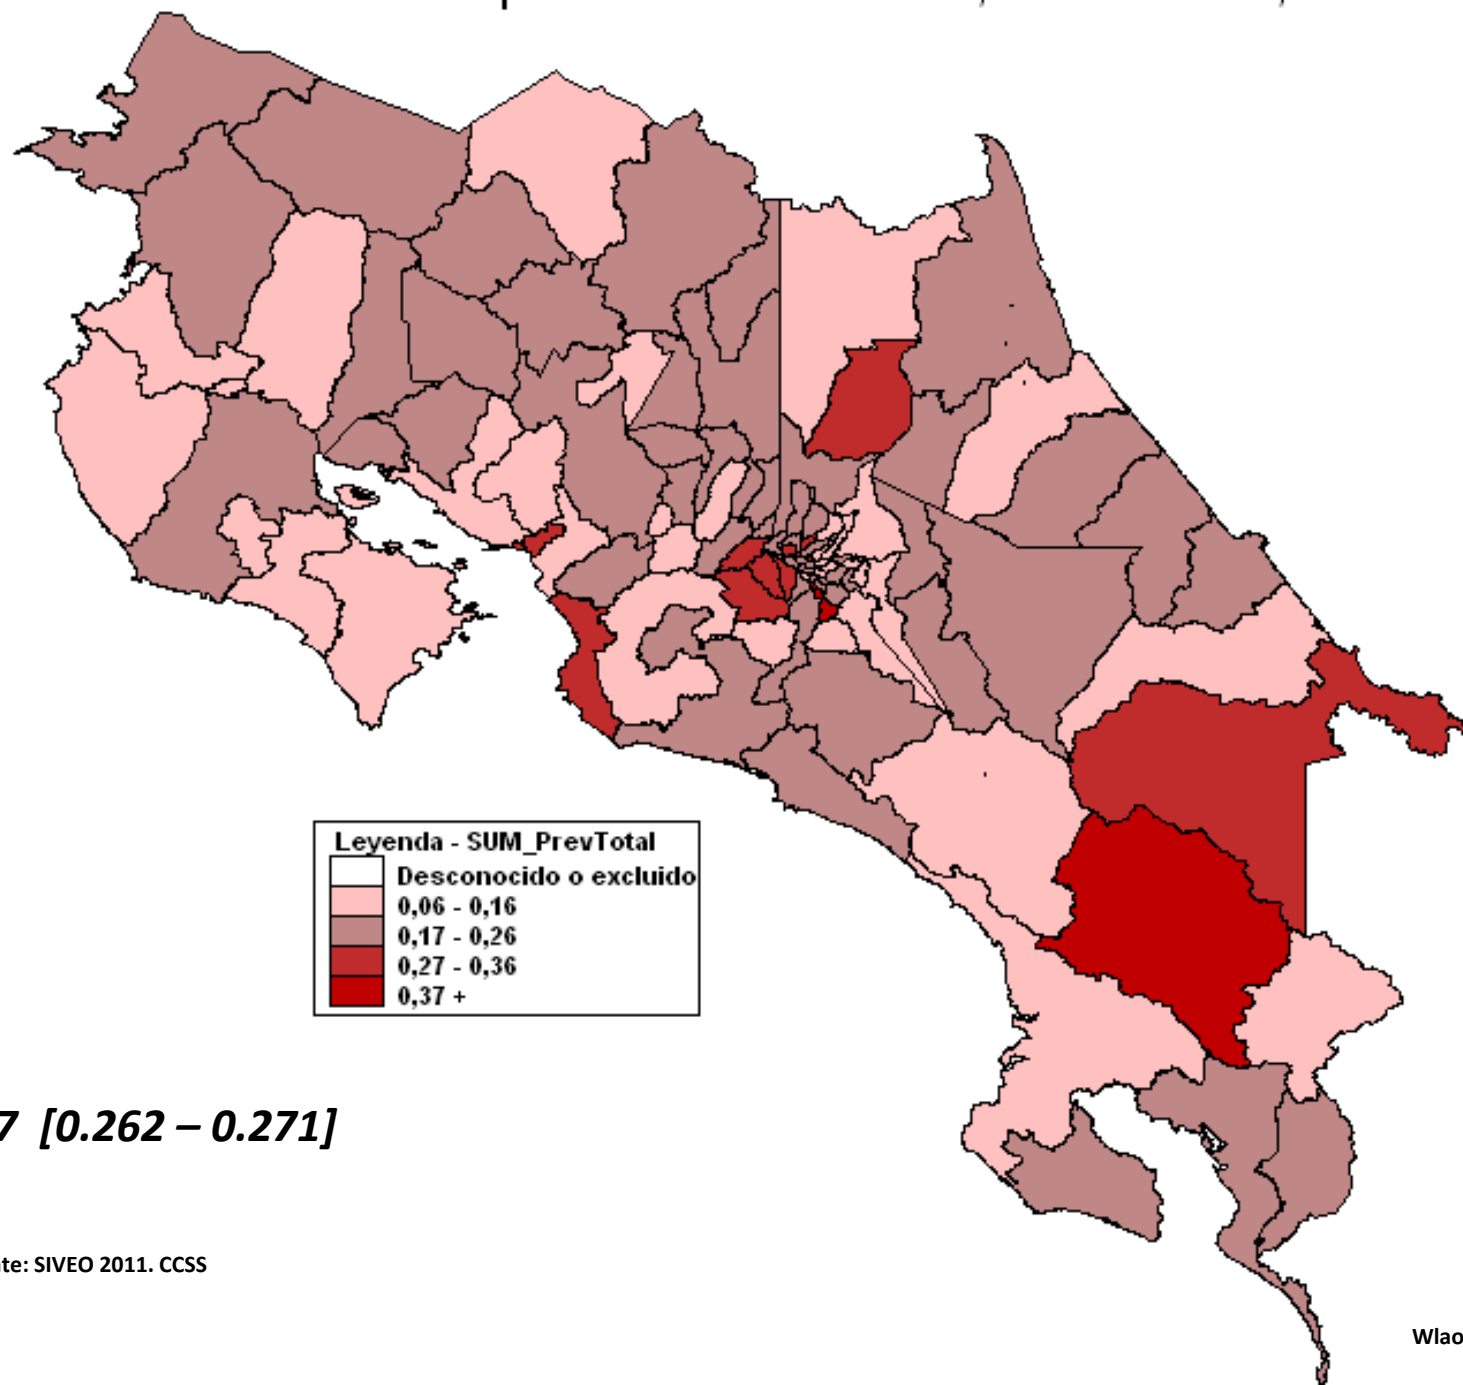 Leyenda - SUM_PrevTotal
Desconocido o excluido
0,06 - 0,16
0,17 - 0,26
0,27 - 0,36
0,37 +
7 [0.262 – 0.271]
te: SIVEO 2011. CCSS
Wlao